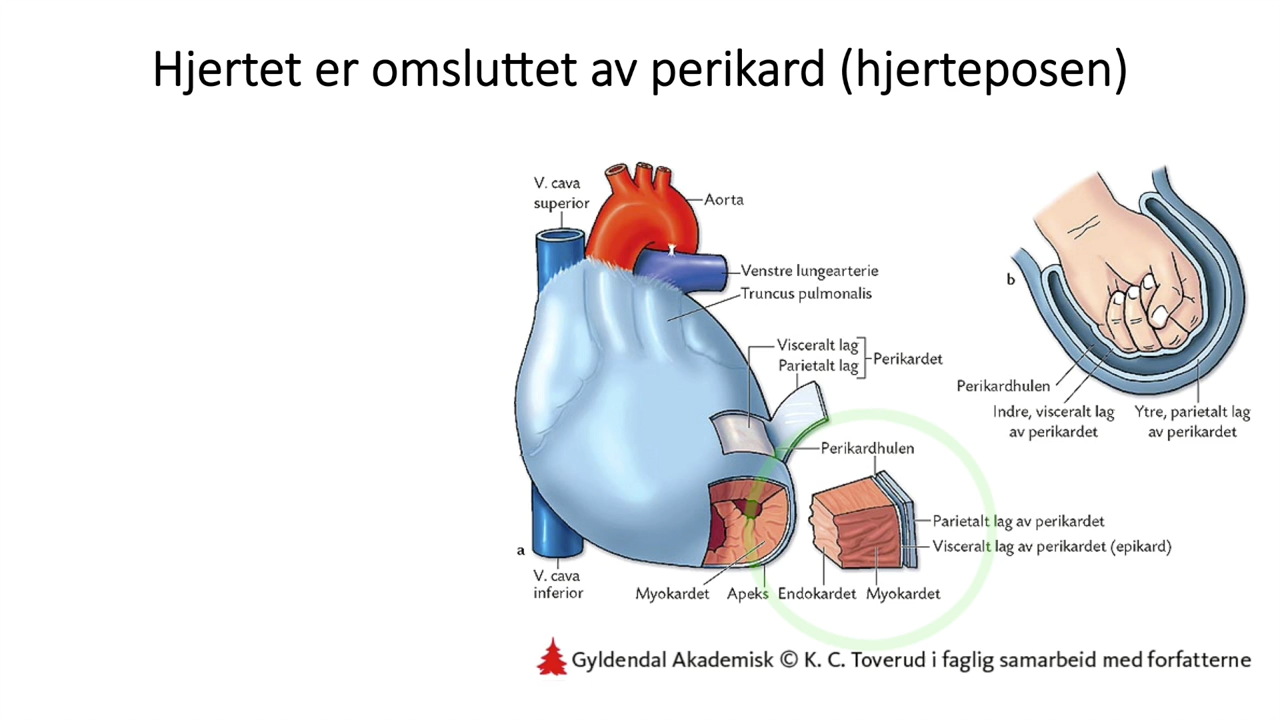 Hjertet er omsluttet av perikard (hjerteposen)
V. cava
superior
Aorta
Venstre lungearterie
Truncus pulmonalis
Visceralt lag
Parietalt lag
Perikardet
Perikardhulen
Parietalt lag av perikardet
Visceralt lag av perikardet (epikard)
a
V. cava
inferior
Myokardet
Apeks
Endokardet
Myokardet
b
Perikardhulen
Indre, visceralt lag
av perikardet
Ytre, parietalt lag
av perikardet
Gyldendal Akademisk © K. C. Toverud i faglig samarbeid med forfatterne